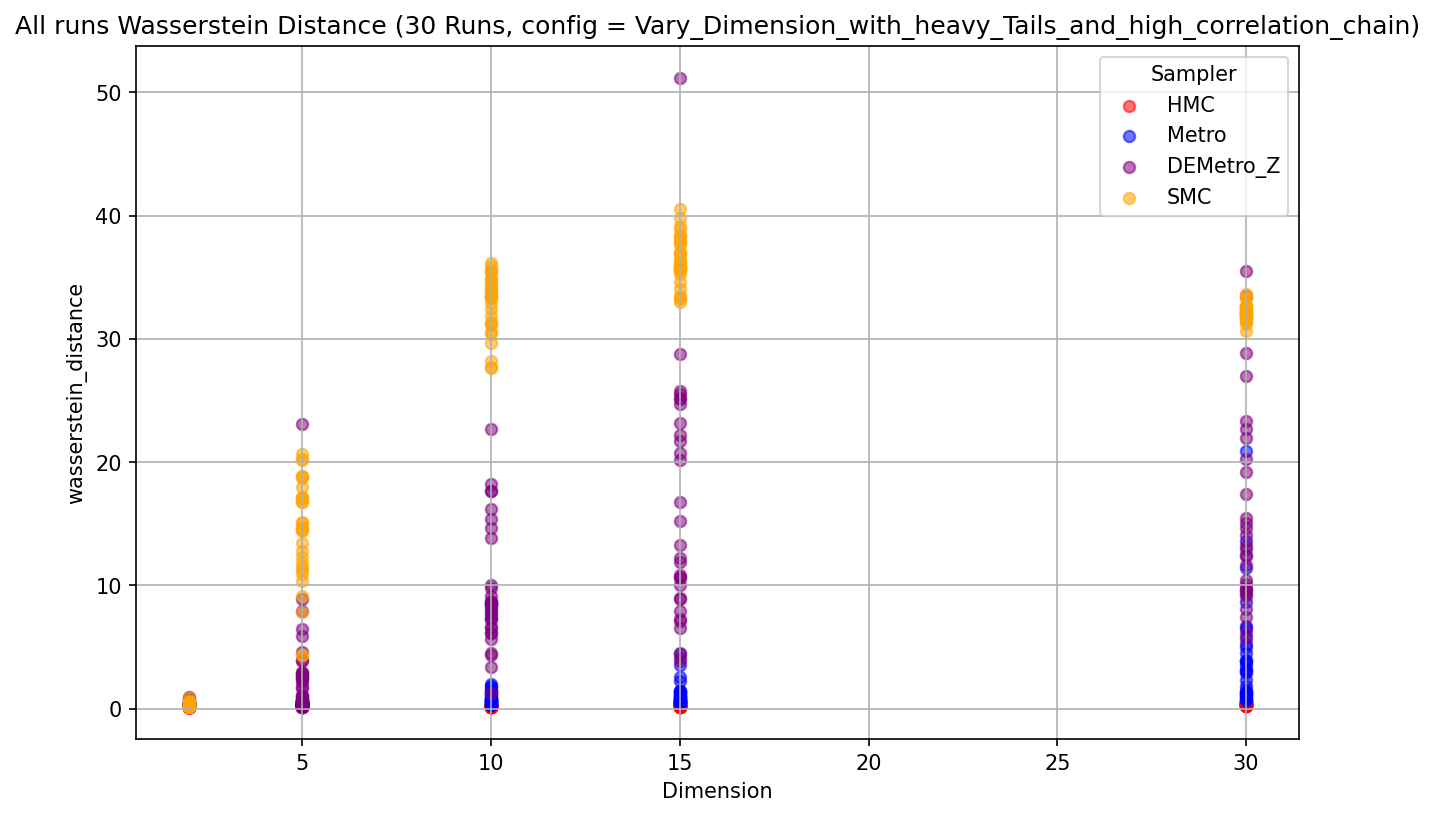 All runs Wasserstein Distance (30 Runs, config = Vary_Dimension_with_heavy_Tails_and_high_correlation_chain)
Sampler
HMC
Metro
DEMetro_Z
SMC
50
40
30
20
10
0
wasserstein_distance
5
10
15
20
25
30
Dimension